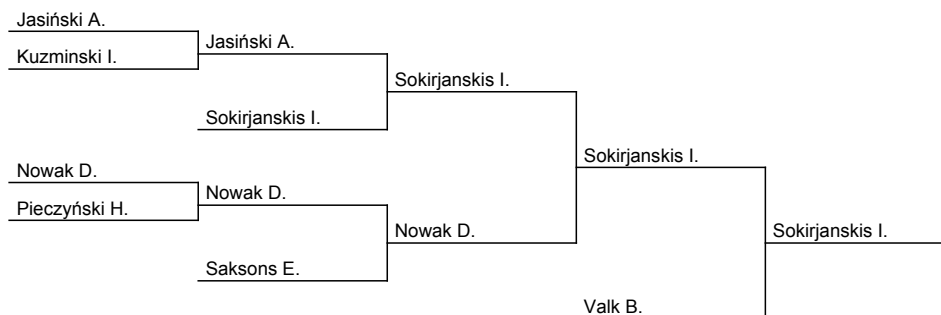 Jasiński A.
Kuzminski I.
Jasiński A.
Sokirjanskis I.
Sokirjanskis I.
Nowak D.
Pieczyński H.
Nowak D.
Saksons E.
Nowak D.
Sokirjanskis I.
Valk B.
Sokirjanskis I.